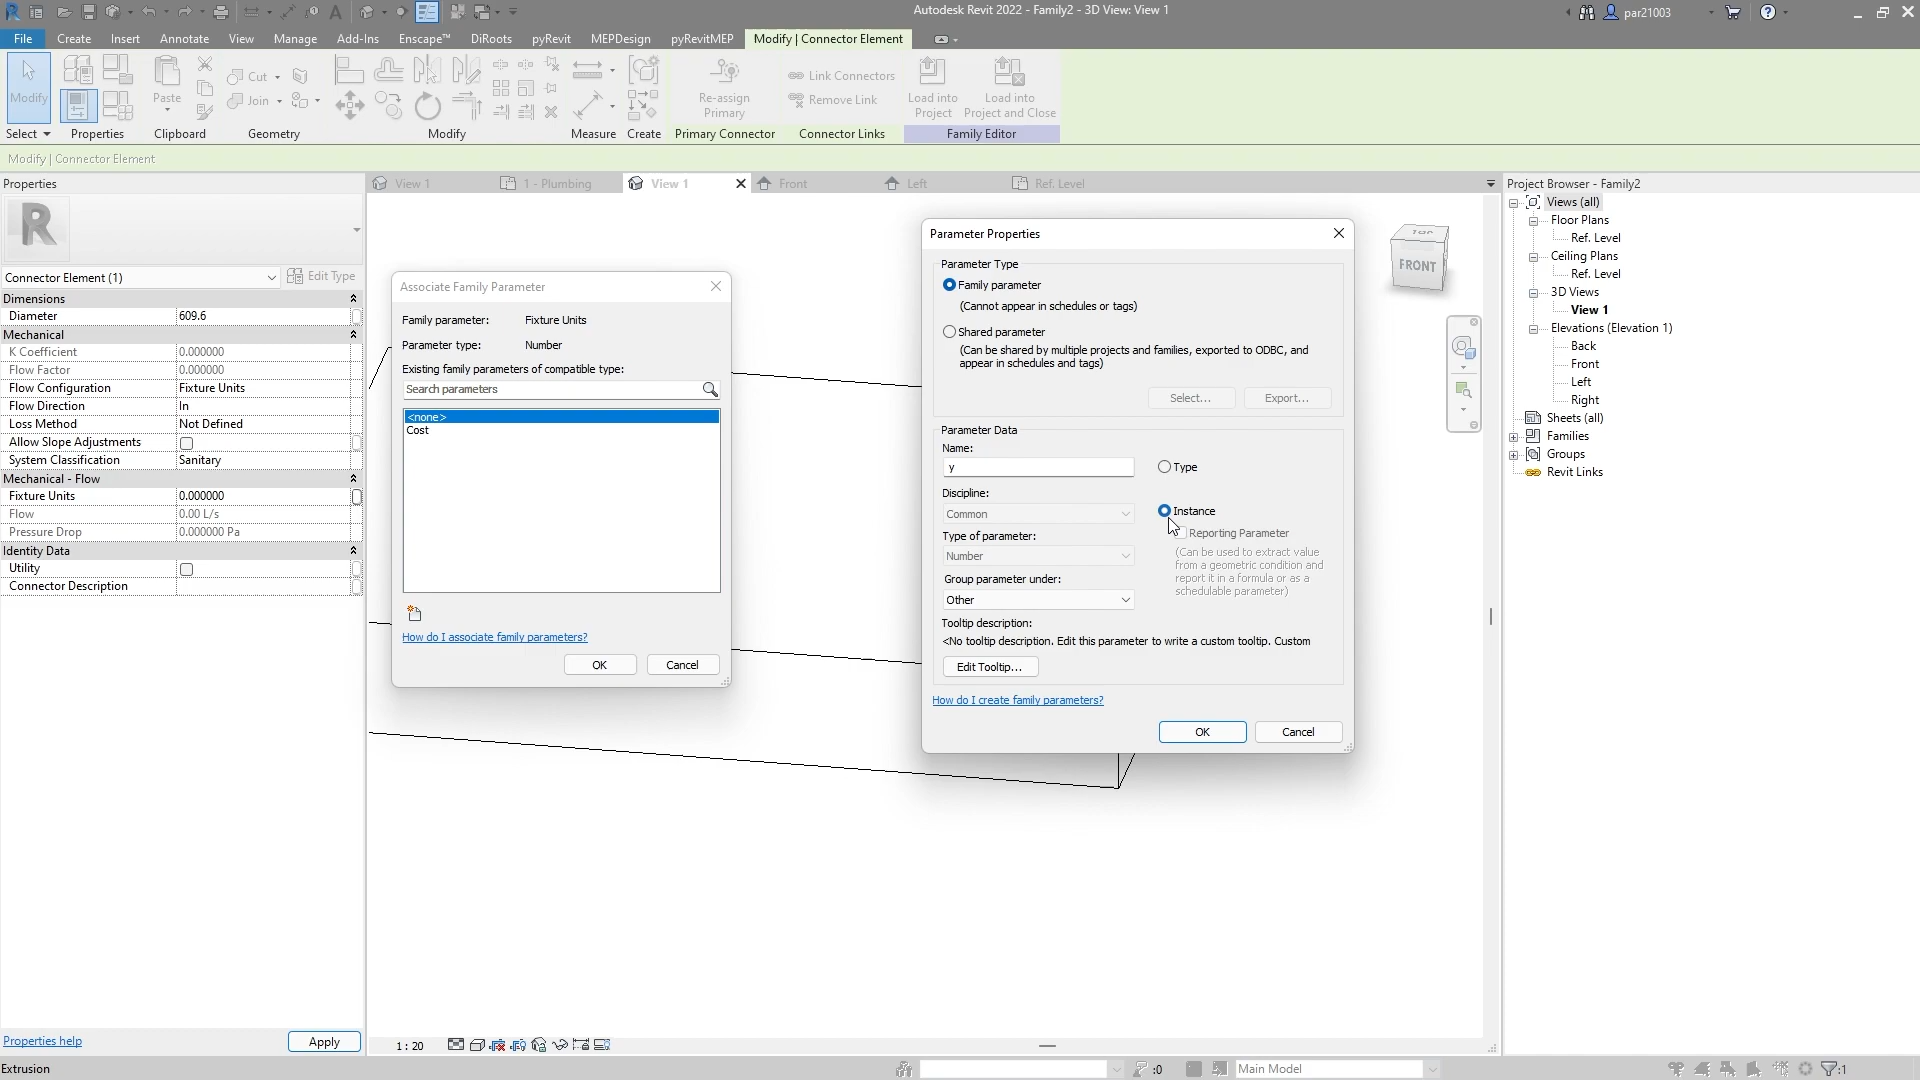 Autodesk Revit 2022 - Family2 - 3D View: View 1
par21003
File
Create
Insert
Annotate
View
Manage
Add-Ins
Enscape™
DiRoots
pyRevit
MEPDesign
pyRevitMEP
Modify | Connector Element
Modify
Paste
Cut
Join
Re-assign
Primary
Link Connectors
Remove Link
Load into
Project
Load into
Project and Close
Select
Properties
Clipboard
Geometry
Modify
Measure
Create
Primary Connector
Connector Links
Family Editor
Modify | Connector Element
Properties
View 1
1 - Plumbing
View 1
Front
Left
Ref. Level
Project Browser - Family2
R
Connector Element (1)
Edit Type
Dimensions
Diameter 609.6
Mechanical
K Coefficient 0.000000
Flow Factor 0.000000
Flow Configuration Fixture Units
Flow Direction In
Loss Method Not Defined
Allow Slope Adjustments
System Classification Sanitary
Mechanical - Flow
Fixture Units 0.000000
Flow 0.00 L/s
Pressure Drop 0.000000 Pa
Identity Data
Utility
Connector Description
Properties help
Apply
Associate Family Parameter
Family parameter: Fixture Units
Parameter type: Number
Existing family parameters of compatible type:
Search parameters
<none>
Cost
How do I associate family parameters?
OK
Cancel
Parameter Properties
Parameter Type
Family parameter
(Cannot appear in schedules or tags)
Shared parameter
(Can be shared by multiple projects and families, exported to ODBC, and
appear in schedules and tags)
Select...
Export...
Parameter Data
Name:
y
Type
Discipline:
Common
Instance
Type of parameter:
Reporting Parameter
Number
(Can be used to extract value
from a geometric condition and
report it in a formula or as a
schedulable parameter)
Group parameter under:
Other
Tooltip description:
<No tooltip description. Edit this parameter to write a custom tooltip. Custom
Edit Tooltip...
How do I create family parameters?
OK
Cancel
TOP
FRONT
Views (all)
Floor Plans
Ref. Level
Ceiling Plans
Ref. Level
3D Views
View 1
Elevations (Elevation 1)
Back
Front
Left
Right
Sheets (all)
Families
Groups
Revit Links
1 : 20
Extrusion
:0
Main Model
:1